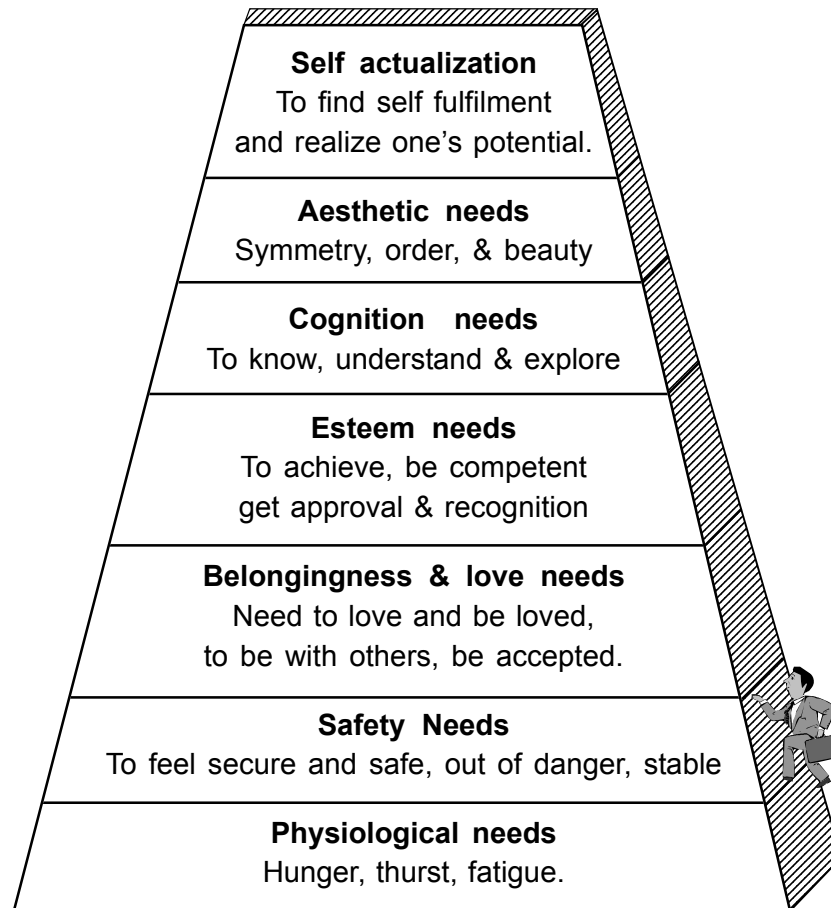 Self actualization
To find self fulfilment
and realize one's potential.
Aesthetic needs
Symmetry, order, & beauty
Cognition needs
To know, understand & explore
Esteem needs
To achieve, be competent
get approval & recognition
Belongingness & love needs
Need to love and be loved,
to be with others, be accepted.
Safety Needs
To feel secure and safe, out of danger, stable
Physiological needs
Hunger, thurst, fatigue.